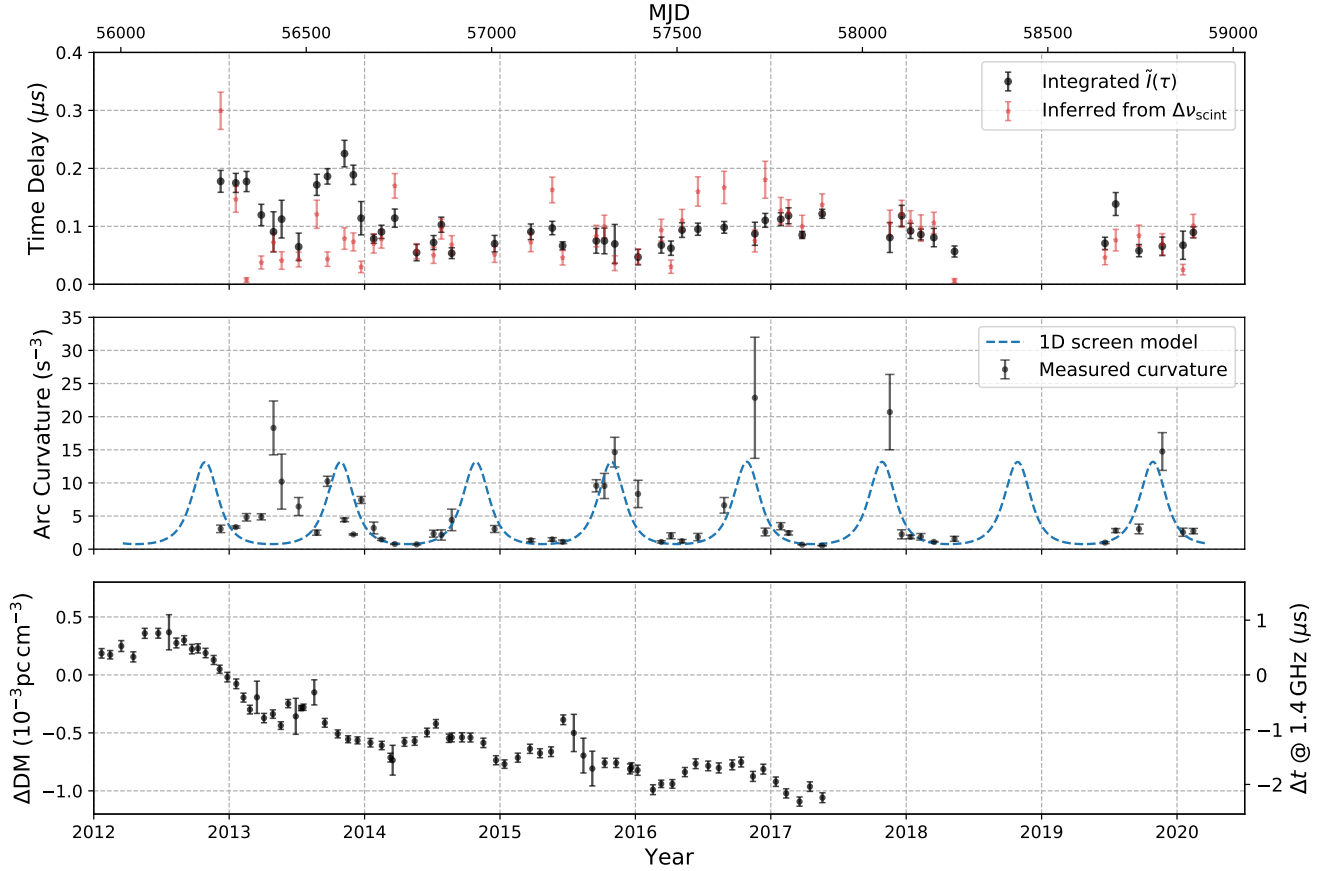 MJD
56000 56500 57000 57500 58000 58500 59000
Time Delay (μs)
0.4
0.3
0.2
0.1
0.0
Integrated Ĩ(τ)
Inferred from Δν_scint
Arc Curvature (s⁻³)
35
30
25
20
15
10
5
0
1D screen model
Measured curvature
ΔDM (10⁻³pc cm⁻³)
0.5
0.0
−0.5
−1.0
1
0
−1
−2
Δt @ 1.4 GHz (μs)
2012 2013 2014 2015 2016 2017 2018 2019 2020
Year